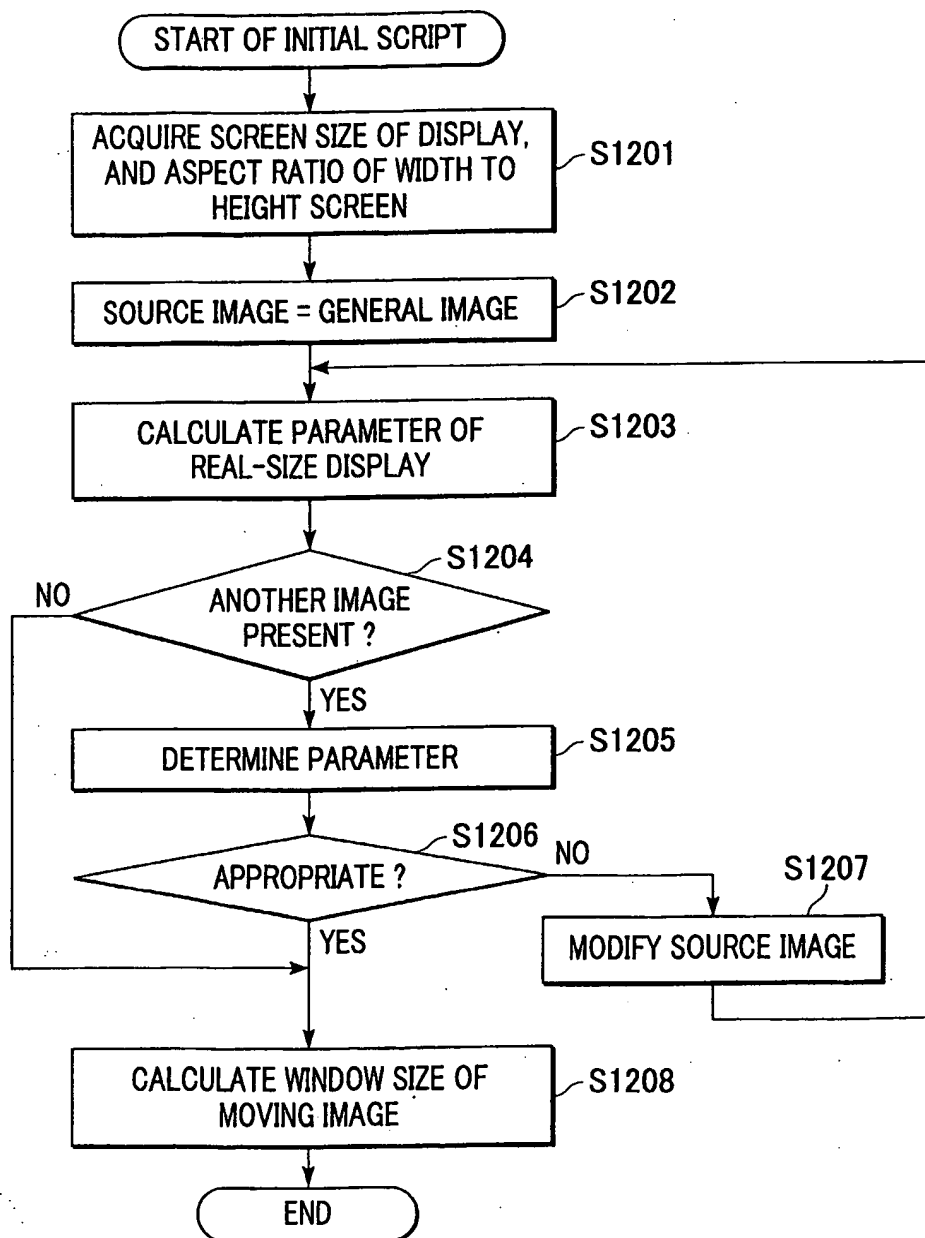 START OF INITIAL SCRIPT
ACQUIRE SCREEN SIZE OF DISPLAY,
AND ASPECT RATIO OF WIDTH TO
HEIGHT SCREEN
S1201
SOURCE IMAGE = GENERAL IMAGE
S1202
CALCULATE PARAMETER OF
REAL-SIZE DISPLAY
S1203
S1204
NO
ANOTHER IMAGE
PRESENT ?
YES
DETERMINE PARAMETER
S1205
S1206
APPROPRIATE ?
NO
YES
S1207
MODIFY SOURCE IMAGE
CALCULATE WINDOW SIZE OF
MOVING IMAGE
S1208
END